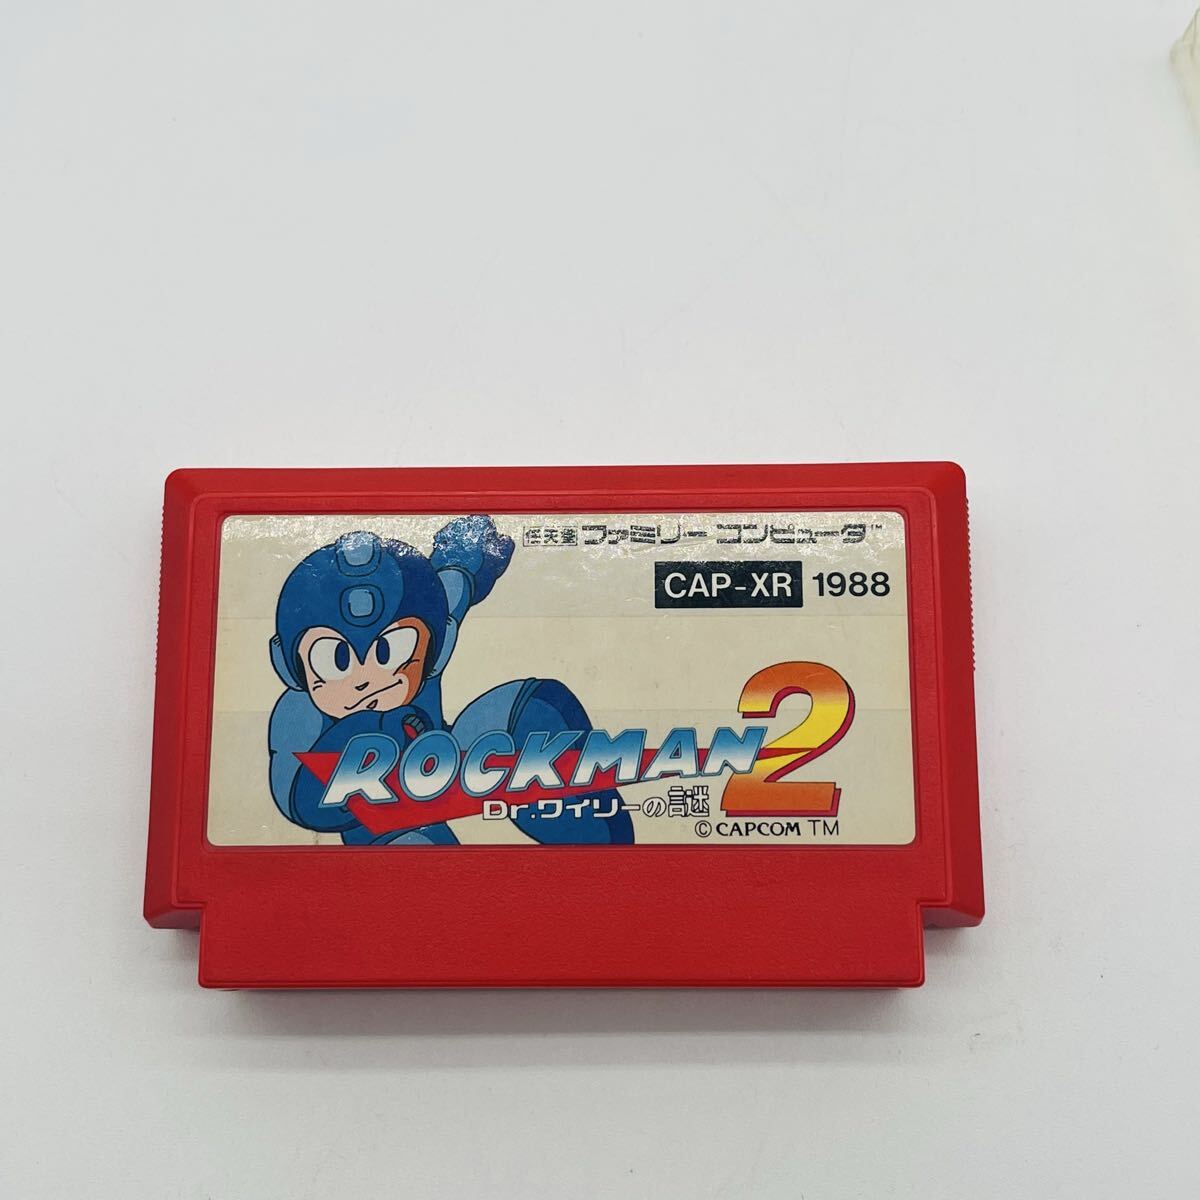 任天堂 ファミリー コンピュータ™
CAP-XR 1988
ROCKMAN 2
Dr.ワイリーの謎
© CAPCOM TM